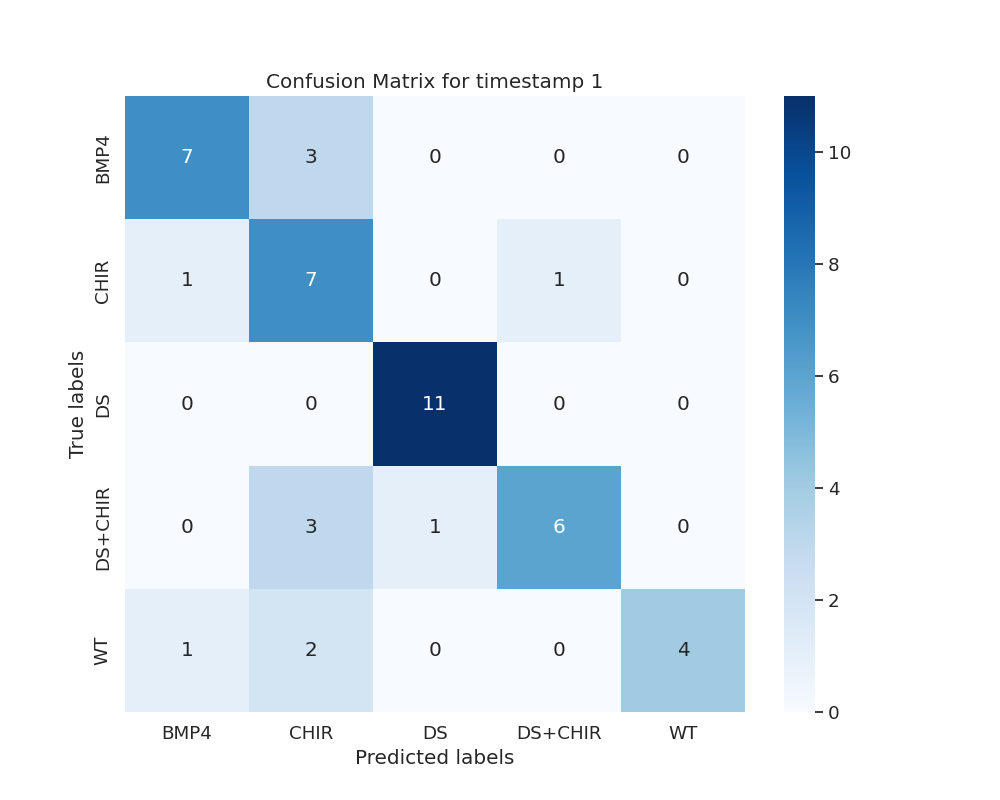 Confusion Matrix for timestamp 1
True labels
BMP4 7 3 0 0 0
CHIR 1 7 0 1 0
DS 0 0 11 0 0
DS+CHIR 0 3 1 6 0
WT 1 2 0 0 4
BMP4 CHIR DS DS+CHIR WT
Predicted labels
10
8
6
4
2
0